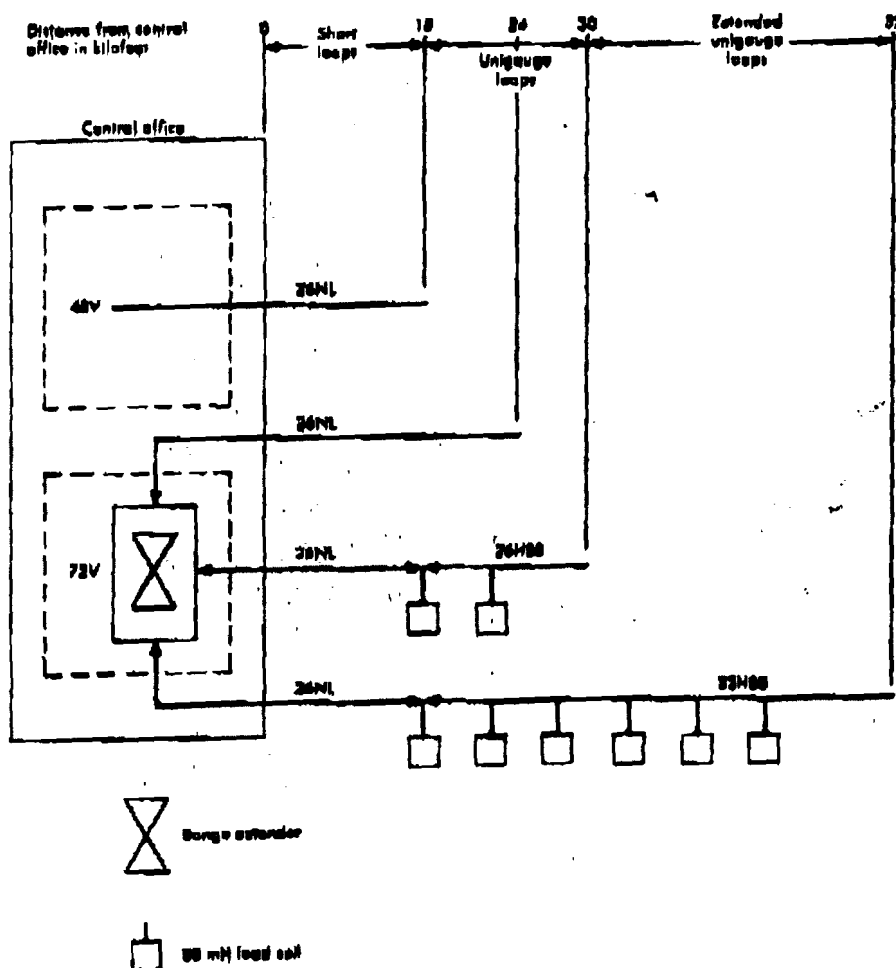 Distance from central
office in kilofeet
0
Short
loops
15
24
30
Unigauge
loops
Extended
unigauge
loops
Central office
48V
26NL
26NL
72V
26NL
26H88
26NL
22H88
Range extender
88 mH load coil